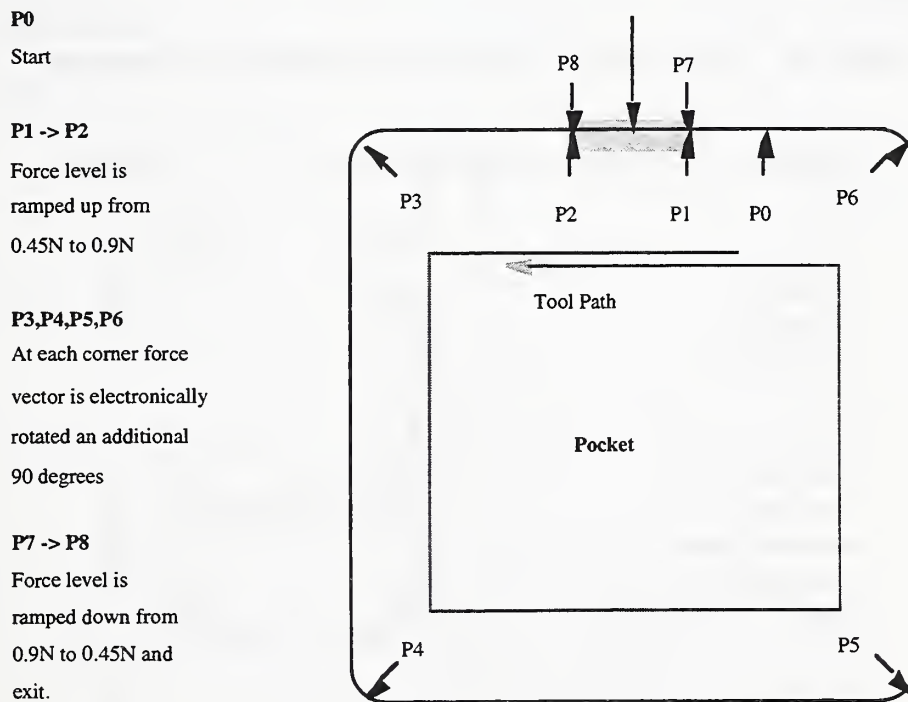 P0
Start
P1 -> P2
Force level is
ramped up from
0.45N to 0.9N
P3,P4,P5,P6
At each corner force
vector is electronically
rotated an additional
90 degrees
P7 -> P8
Force level is
ramped down from
0.9N to 0.45N and
exit.
P8
P7
P3
P2
P1
P0
P6
Tool Path
Pocket
P4
P5